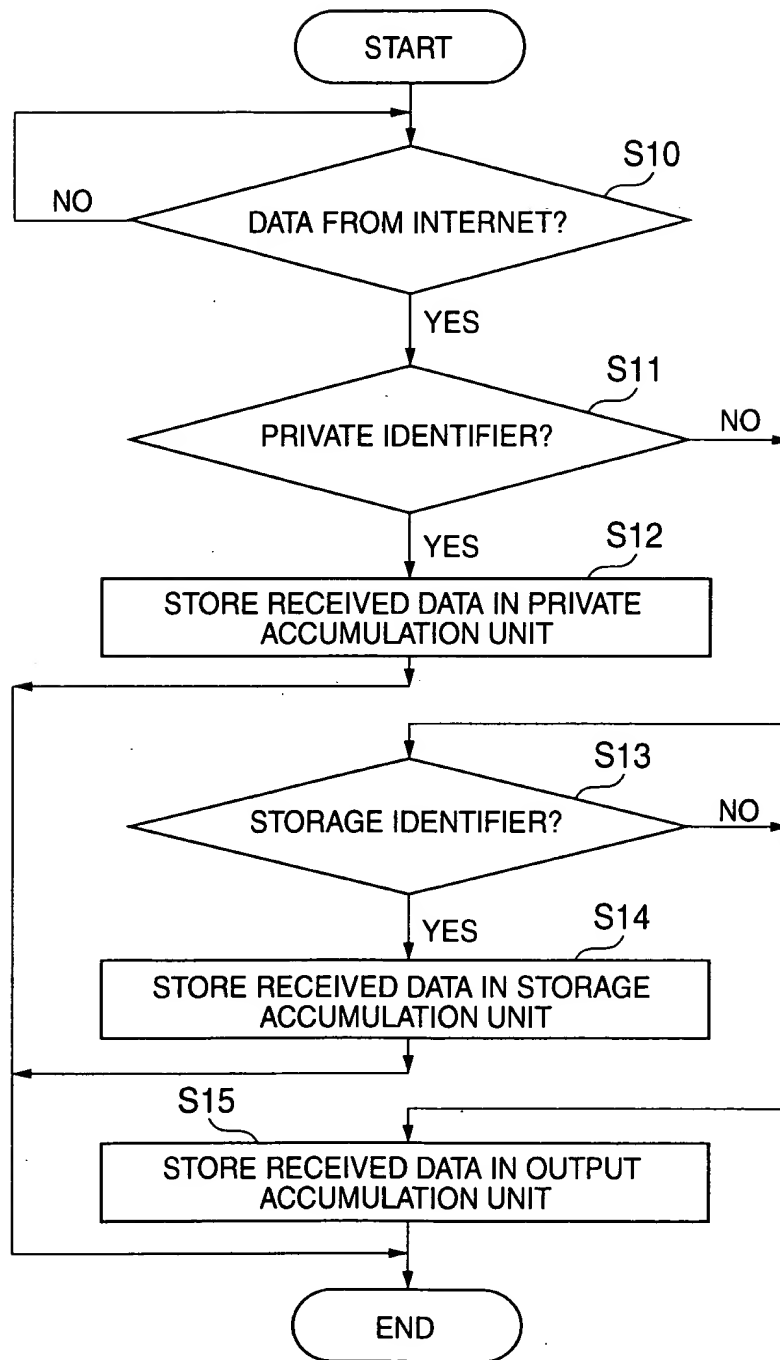 START
S10
NO
DATA FROM INTERNET?
YES
S11
NO
PRIVATE IDENTIFIER?
YES
S12
STORE RECEIVED DATA IN PRIVATE
ACCUMULATION UNIT
S13
STORAGE IDENTIFIER?
NO
YES
S14
STORE RECEIVED DATA IN STORAGE
ACCUMULATION UNIT
S15
STORE RECEIVED DATA IN OUTPUT
ACCUMULATION UNIT
END